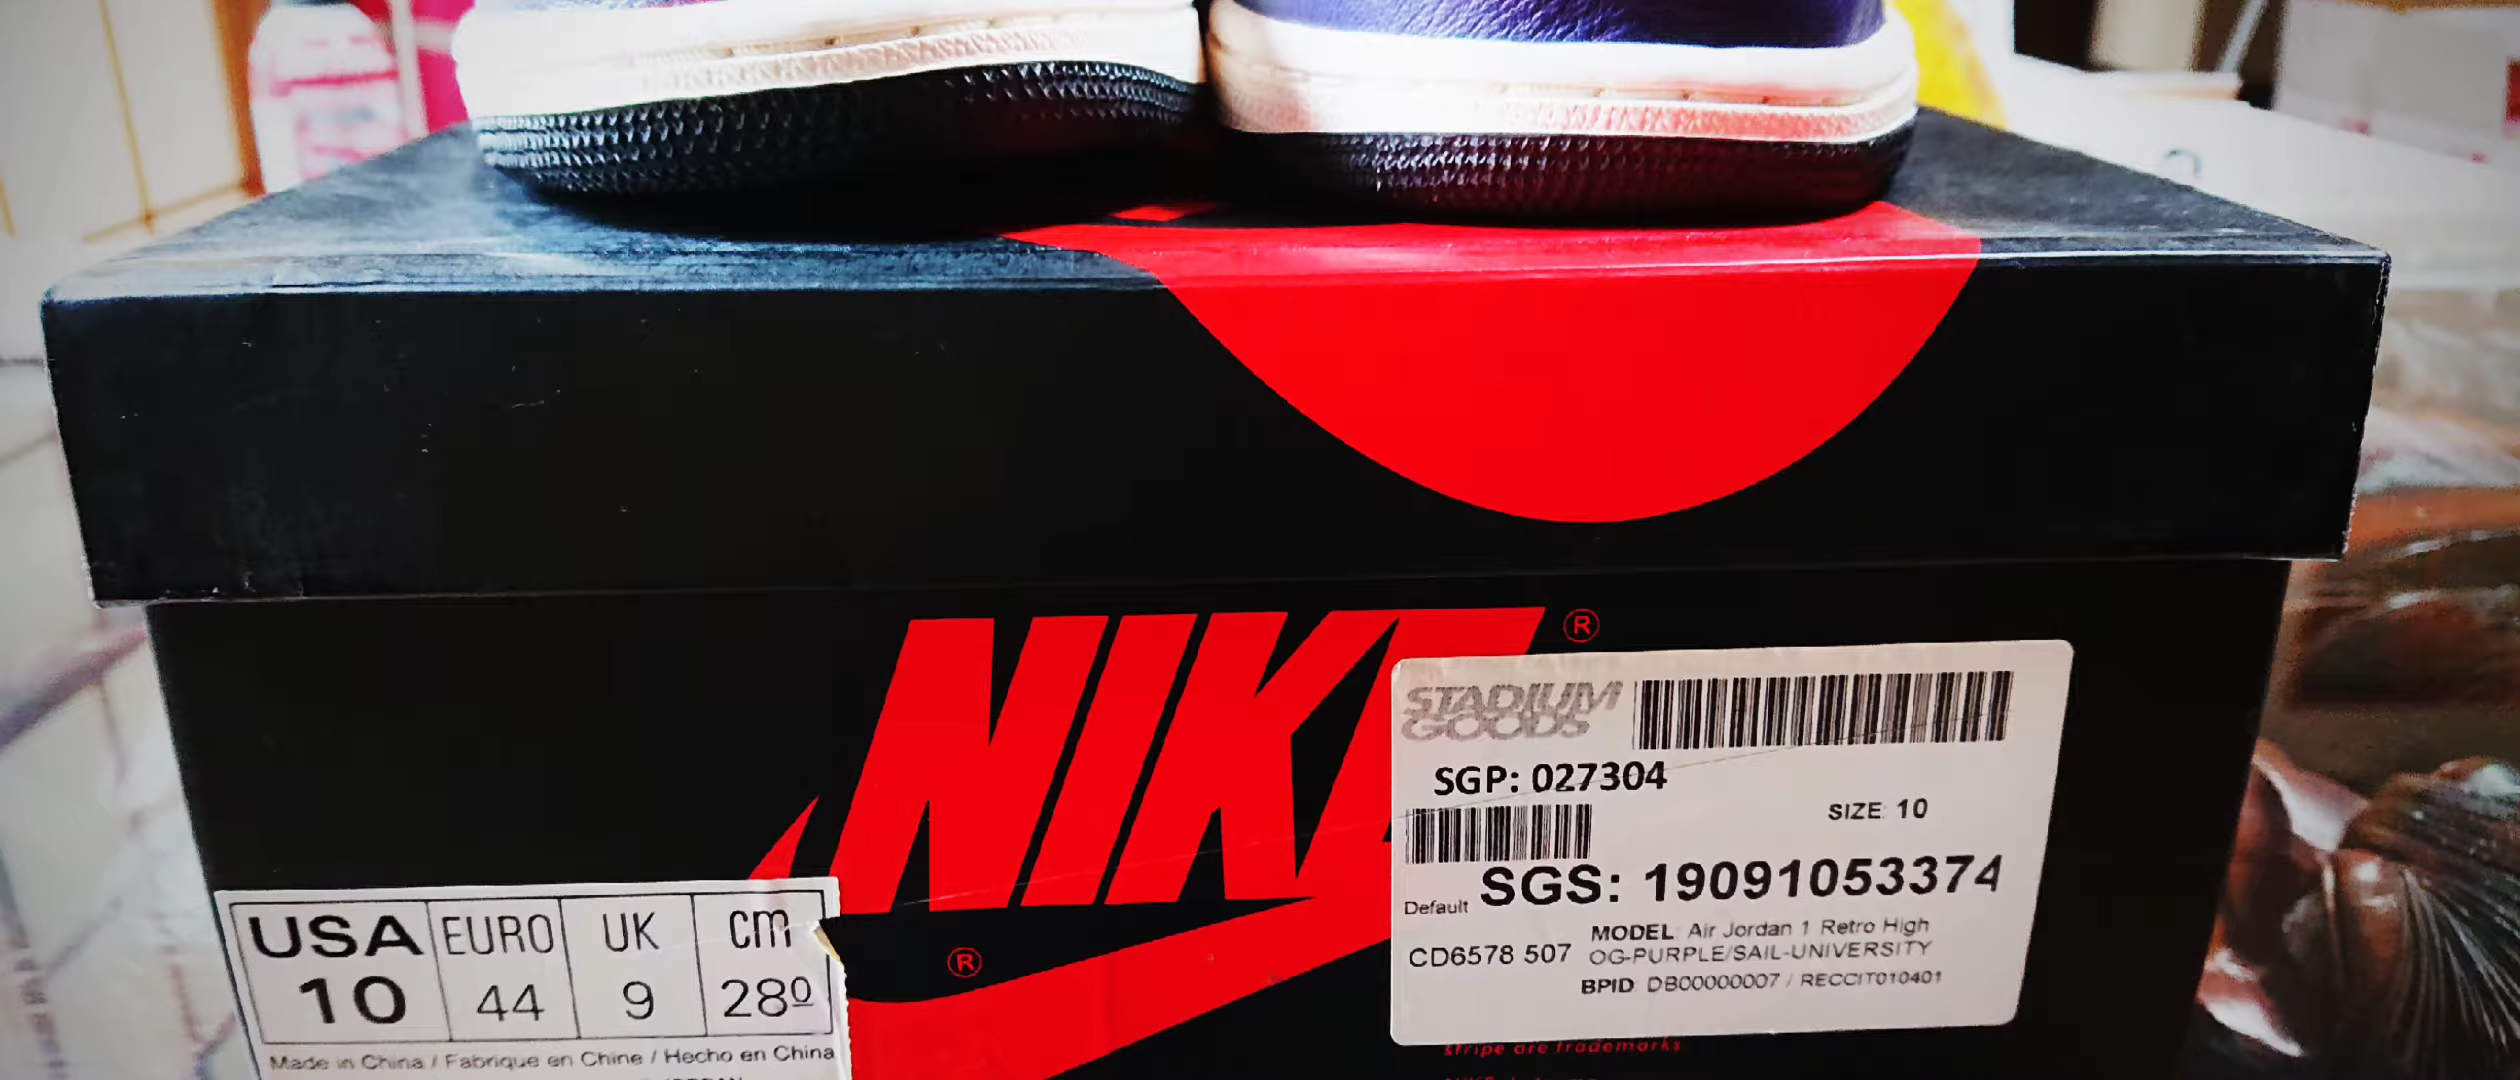 NIKE ®
®
STADIUM
GOODS
SGP: 027304
SIZE: 10
Default SGS: 19091053374
MODEL: Air Jordan 1 Retro High
CD6578 507 OG-PURPLE/SAIL-UNIVERSITY
BPID DB00000007 / RECCIT010401
stripe are trademarks
USA EURO UK cm
10 44 9 28º
Made in China / Fabrique en Chine / Hecho en China